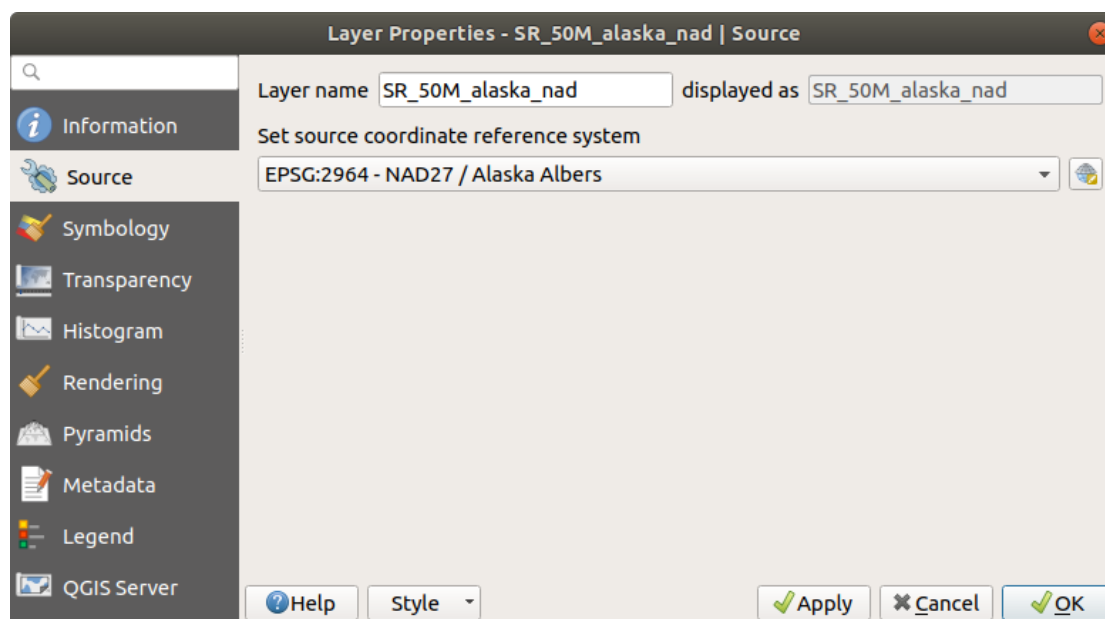 Layer Properties - SR_50M_alaska_nad | Source
Layer name SR_50M_alaska_nad displayed as SR_50M_alaska_nad
Set source coordinate reference system
EPSG:2964 - NAD27 / Alaska Albers
Information
Source
Symbology
Transparency
Histogram
Rendering
Pyramids
Metadata
Legend
QGIS Server
Help Style Apply Cancel OK